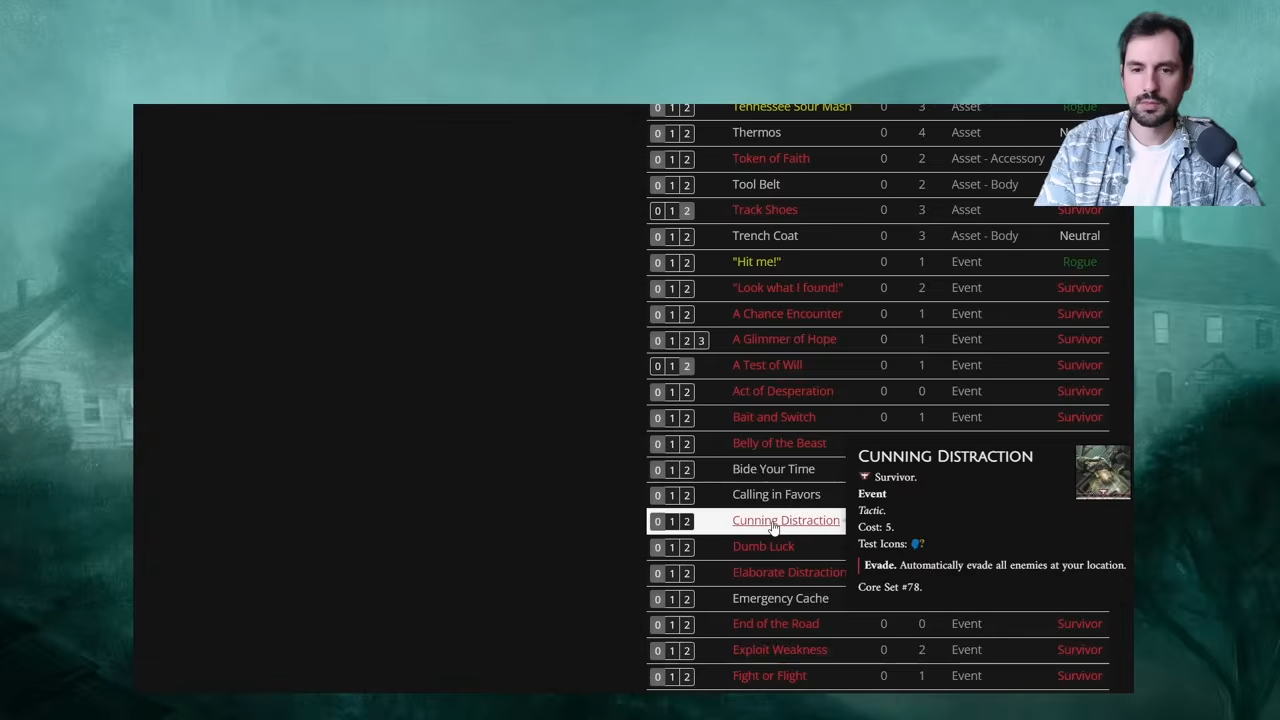 0 1 2 Tennessee Sour Mash 0 3 Asset Rogue
0 1 2 Thermos 0 4 Asset
0 1 2 Token of Faith 0 2 Asset - Accessory
0 1 2 Tool Belt 0 2 Asset - Body
0 1 2 Track Shoes 0 3 Asset Survivor
0 1 2 Trench Coat 0 3 Asset - Body Neutral
0 1 2 "Hit me!" 0 1 Event Rogue
0 1 2 "Look what I found!" 0 2 Event Survivor
0 1 2 A Chance Encounter 0 1 Event Survivor
0 1 2 3 A Glimmer of Hope 0 1 Event Survivor
0 1 2 A Test of Will 0 1 Event Survivor
0 1 2 Act of Desperation 0 0 Event Survivor
0 1 2 Bait and Switch 0 1 Event Survivor
0 1 2 Belly of the Beast
0 1 2 Bide Your Time
0 1 2 Calling in Favors
0 1 2 Cunning Distraction
0 1 2 Dumb Luck
0 1 2 Elaborate Distraction
0 1 2 Emergency Cache
0 1 2 End of the Road 0 0 Event Survivor
0 1 2 Exploit Weakness 0 2 Event Survivor
0 1 2 Fight or Flight 0 1 Event Survivor
Cunning Distraction
Survivor.
Event
Tactic.
Cost: 5.
Test Icons: ?
Evade. Automatically evade all enemies at your location.
Core Set #78.